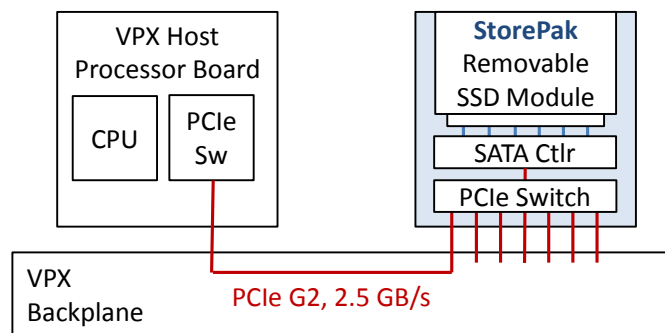 VPX Host
Processor Board
CPU
PCIe
Sw
StorePak
Removable
SSD Module
SATA Ctlr
PCIe Switch
VPX
Backplane
PCIe G2, 2.5 GB/s